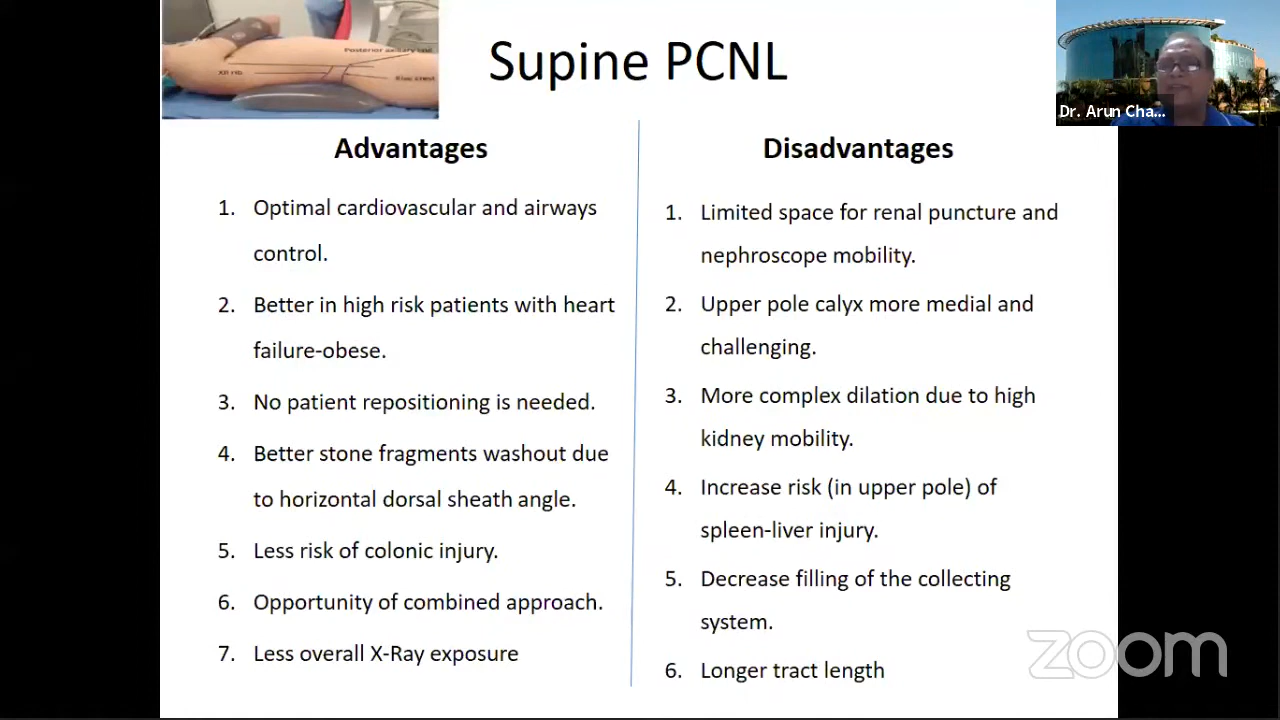 Supine PCNL
Posterior axillary line
XII rib
Iliac crest
Dr. Arun Cha...
Advantages
1. Optimal cardiovascular and airways
control.
2. Better in high risk patients with heart
failure-obese.
3. No patient repositioning is needed.
4. Better stone fragments washout due
to horizontal dorsal sheath angle.
5. Less risk of colonic injury.
6. Opportunity of combined approach.
7. Less overall X-Ray exposure
Disadvantages
1. Limited space for renal puncture and
nephroscope mobility.
2. Upper pole calyx more medial and
challenging.
3. More complex dilation due to high
kidney mobility.
4. Increase risk (in upper pole) of
spleen-liver injury.
5. Decrease filling of the collecting
system.
6. Longer tract length
zoom